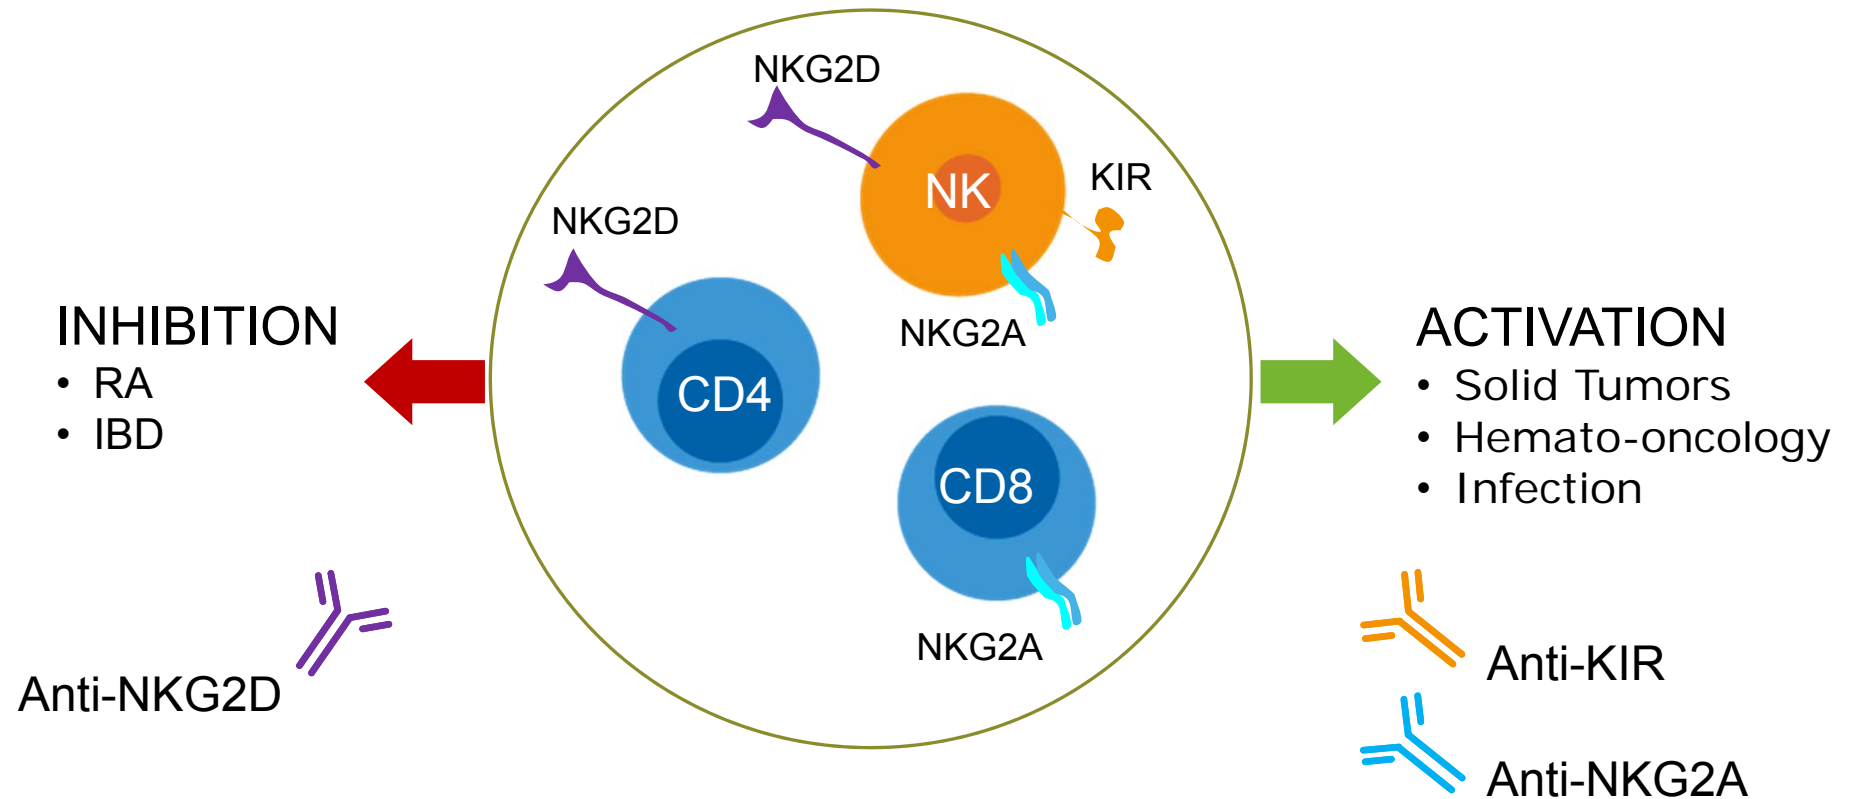 NKG2D
NK
KIR
NKG2D
NKG2A
INHIBITION
• RA
• IBD
CD4
CD8
NKG2A
ACTIVATION
• Solid Tumors
• Hemato-oncology
• Infection
Anti-NKG2D
Anti-KIR
Anti-NKG2A